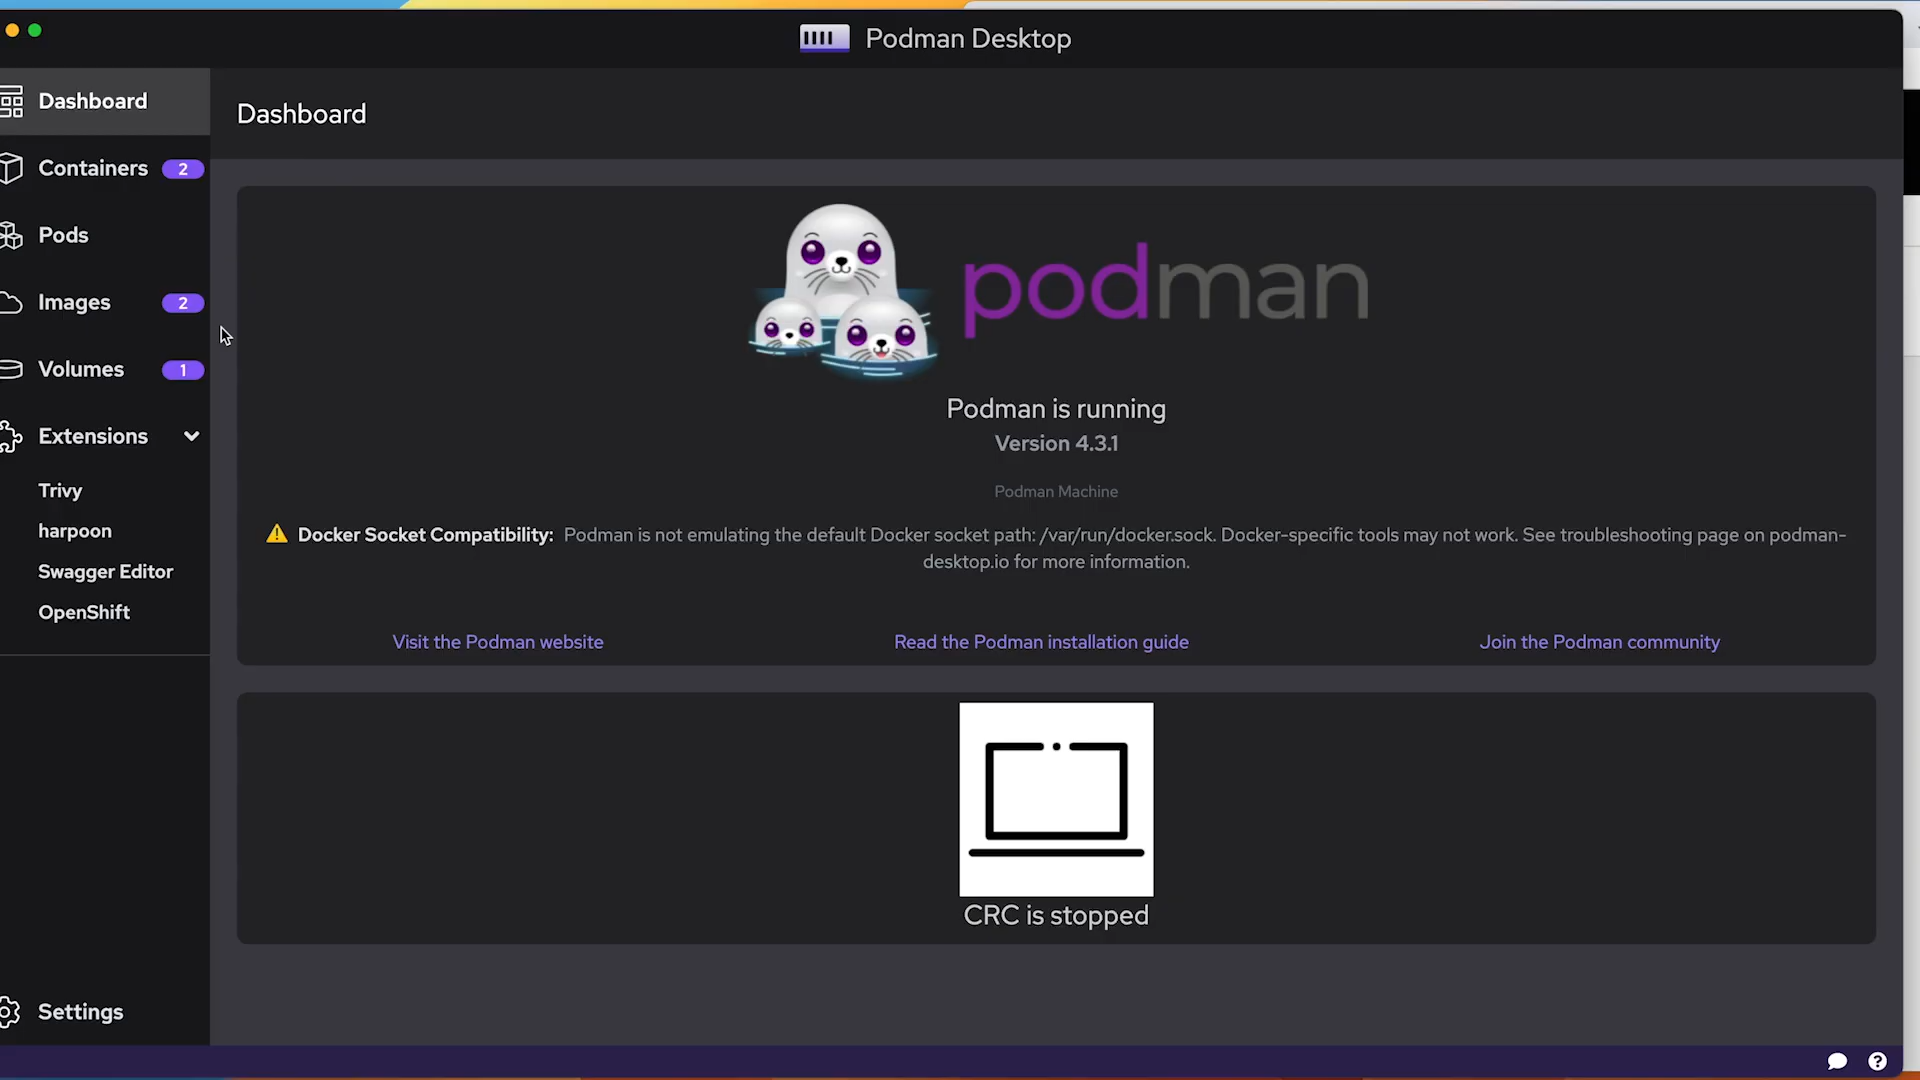 Podman Desktop
Dashboard
Containers 2
Pods
Images 2
Volumes 1
Extensions
Trivy
harpoon
Swagger Editor
OpenShift
Settings
Dashboard
podman
Podman is running
Version 4.3.1
Podman Machine
Docker Socket Compatibility: Podman is not emulating the default Docker socket path: /var/run/docker.sock. Docker-specific tools may not work. See troubleshooting page on podman-
desktop.io for more information.
Visit the Podman website
Read the Podman installation guide
Join the Podman community
CRC is stopped